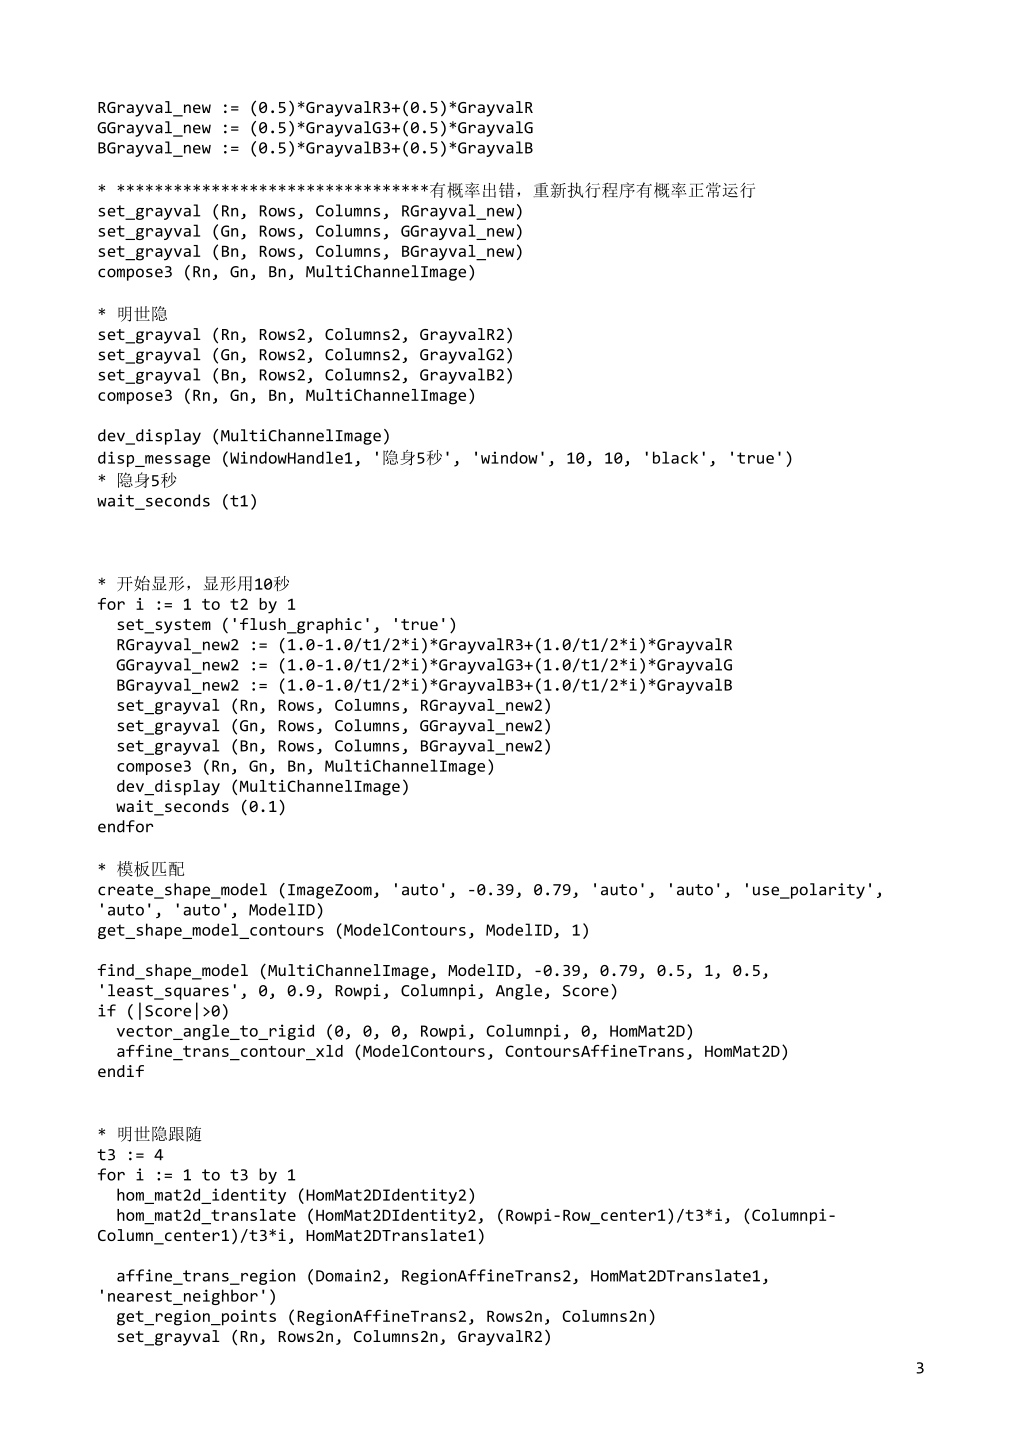 RGrayval_new := (0.5)*GrayvalR3+(0.5)*GrayvalR
GGrayval_new := (0.5)*GrayvalG3+(0.5)*GrayvalG
BGrayval_new := (0.5)*GrayvalB3+(0.5)*GrayvalB
* *********************************有概率出错，重新执行程序有概率正常运行
set_grayval (Rn, Rows, Columns, RGrayval_new)
set_grayval (Gn, Rows, Columns, GGrayval_new)
set_grayval (Bn, Rows, Columns, BGrayval_new)
compose3 (Rn, Gn, Bn, MultiChannelImage)
* 明世隐
set_grayval (Rn, Rows2, Columns2, GrayvalR2)
set_grayval (Gn, Rows2, Columns2, GrayvalG2)
set_grayval (Bn, Rows2, Columns2, GrayvalB2)
compose3 (Rn, Gn, Bn, MultiChannelImage)
dev_display (MultiChannelImage)
disp_message (WindowHandle1, '隐身5秒', 'window', 10, 10, 'black', 'true')
* 隐身5秒
wait_seconds (t1)
* 开始显形，显形用10秒
for i := 1 to t2 by 1
  set_system ('flush_graphic', 'true')
  RGrayval_new2 := (1.0-1.0/t1/2*i)*GrayvalR3+(1.0/t1/2*i)*GrayvalR
  GGrayval_new2 := (1.0-1.0/t1/2*i)*GrayvalG3+(1.0/t1/2*i)*GrayvalG
  BGrayval_new2 := (1.0-1.0/t1/2*i)*GrayvalB3+(1.0/t1/2*i)*GrayvalB
  set_grayval (Rn, Rows, Columns, RGrayval_new2)
  set_grayval (Gn, Rows, Columns, GGrayval_new2)
  set_grayval (Bn, Rows, Columns, BGrayval_new2)
  compose3 (Rn, Gn, Bn, MultiChannelImage)
  dev_display (MultiChannelImage)
  wait_seconds (0.1)
endfor
* 模板匹配
create_shape_model (ImageZoom, 'auto', -0.39, 0.79, 'auto', 'auto', 'use_polarity',
'auto', 'auto', ModelID)
get_shape_model_contours (ModelContours, ModelID, 1)
find_shape_model (MultiChannelImage, ModelID, -0.39, 0.79, 0.5, 1, 0.5,
'least_squares', 0, 0.9, Rowpi, Columnpi, Angle, Score)
if (|Score|>0)
  vector_angle_to_rigid (0, 0, 0, Rowpi, Columnpi, 0, HomMat2D)
  affine_trans_contour_xld (ModelContours, ContoursAffineTrans, HomMat2D)
endif
* 明世隐跟随
t3 := 4
for i := 1 to t3 by 1
  hom_mat2d_identity (HomMat2DIdentity2)
  hom_mat2d_translate (HomMat2DIdentity2, (Rowpi-Row_center1)/t3*i, (Columnpi-
Column_center1)/t3*i, HomMat2DTranslate1)
  affine_trans_region (Domain2, RegionAffineTrans2, HomMat2DTranslate1,
'nearest_neighbor')
  get_region_points (RegionAffineTrans2, Rows2n, Columns2n)
  set_grayval (Rn, Rows2n, Columns2n, GrayvalR2)
3